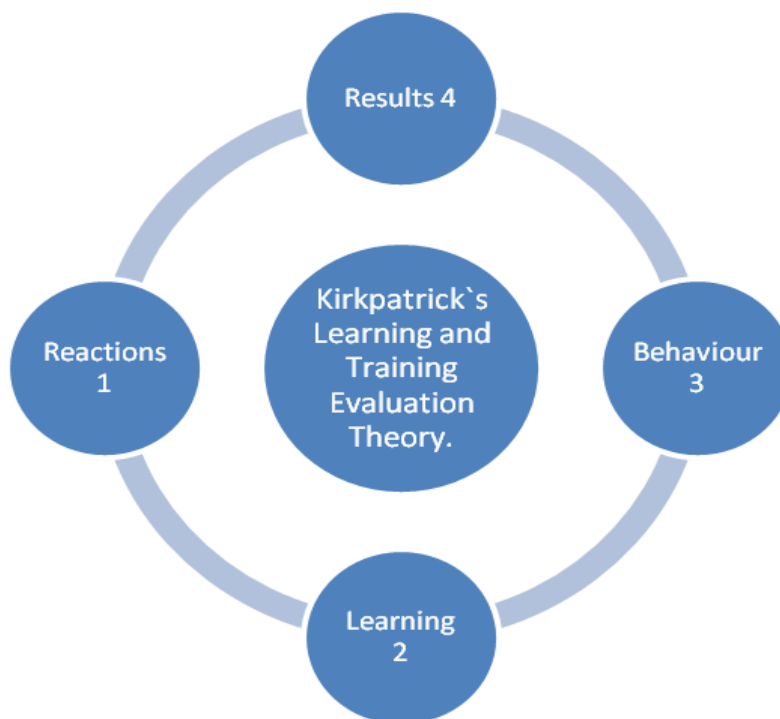 Results 4
Kirkpatrick`s
Learning and
Training
Evaluation
Theory.
Reactions
1
Behaviour
3
Learning
2